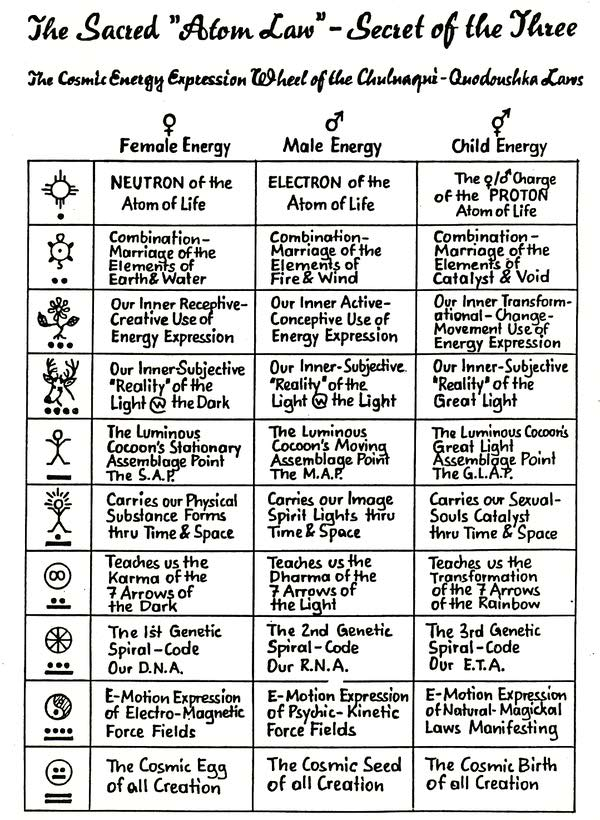 The Sacred "Atom Law" – Secret of the Three
The Cosmic Energy Expression Wheel of the Chuluaqui-Quodoushka Laws
♀
Female Energy
♂
Male Energy
⚥
Child Energy
NEUTRON of the
Atom of Life
ELECTRON of the
Atom of Life
The ♀/♂ Charge
of the PROTON
Atom of Life
Combination-
Marriage of the
Elements of
Earth & Water
Combination-
Marriage of the
Elements of
Fire & Wind
Combination-
Marriage of the
Elements of
Catalyst & Void
Our Inner Receptive-
Creative Use of
Energy Expression
Our Inner Active-
Conceptive Use of
Energy Expression
Our Inner Transform-
ational-Change-
Movement Use of
Energy Expression
Our Inner-Subjective
"Reality" of the
Light ⓦ the Dark
Our Inner-Subjective
"Reality" of the
Light ⓦ the Light
Our Inner-Subjective
"Reality" of the
Great Light
The Luminous
Cocoon's Stationary
Assemblage Point
The S.A.P.
The Luminous
Cocoon's Moving
Assemblage Point
The M.A.P.
The Luminous Cocoon's
Great Light
Assemblage Point
The G.L.A.P.
Carries our Physical
Substance Forms
thru Time & Space
Carries our Image
Spirit Lights thru
Time & Space
Carries our Sexual-
Souls Catalyst
thru Time & Space
Teaches us the
Karma of the
7 Arrows of
the Dark
Teaches us the
Dharma of the
7 Arrows of
the Light
Teaches us the
Transformation
of the 7 Arrows
of the Rainbow
The 1st Genetic
Spiral-Code
Our D.N.A.
The 2nd Genetic
Spiral-Code
Our R.N.A.
The 3rd Genetic
Spiral-Code
Our E.T.A.
E-Motion Expression
of Electro-Magnetic
Force Fields
E-Motion Expression
of Psychic-Kinetic
Force Fields
E-Motion Expression
of Natural-Magickal
Laws Manifesting
The Cosmic Egg
of all Creation
The Cosmic Seed
of all Creation
The Cosmic Birth
of all Creation